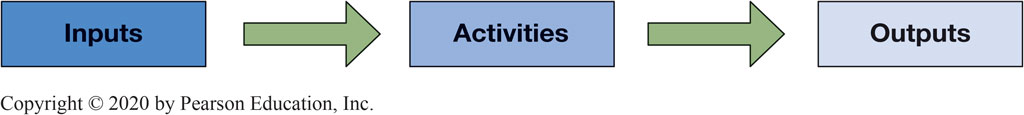 Inputs Activities Outputs
Copyright © 2020 by Pearson Education, Inc.